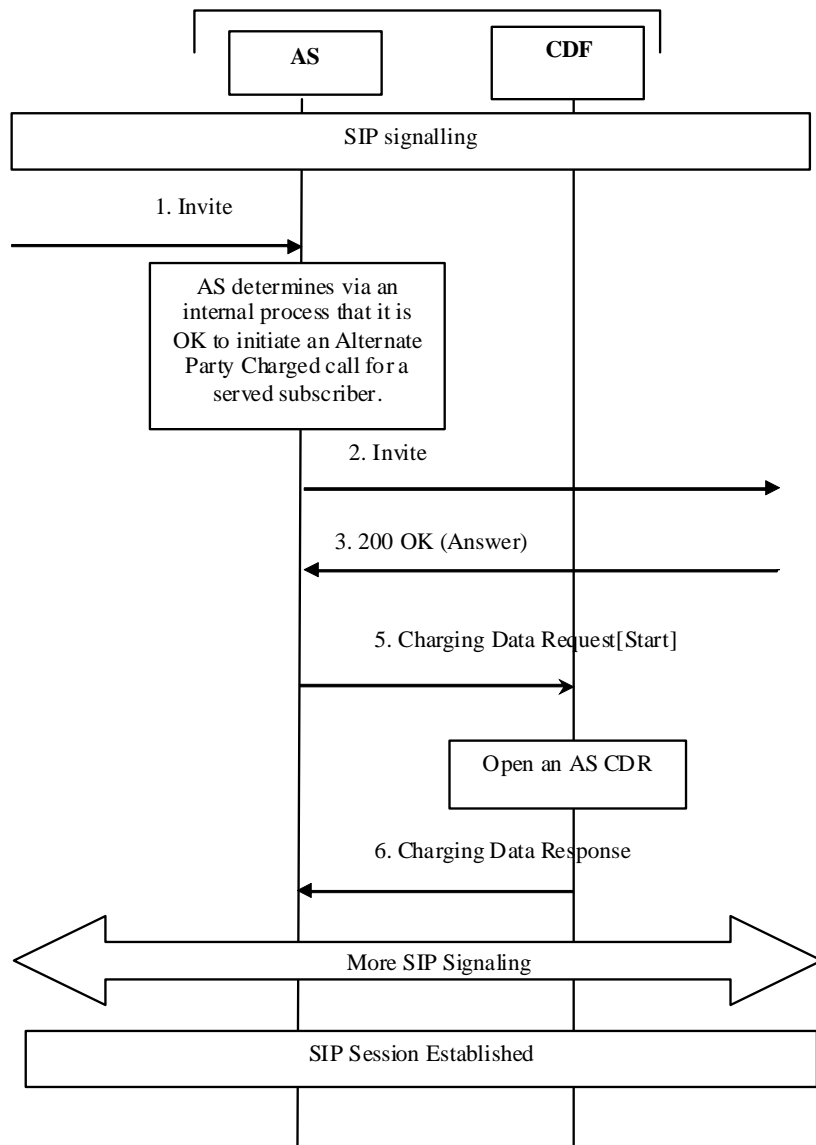 AS
CDF
SIP signalling
1. Invite
AS determines via an
internal process that it is
OK to initiate an Alternate
Party Charged call for a
served subscriber.
2. Invite
3. 200 OK (Answer)
5. Charging Data Request[Start]
Open an AS CDR
6. Charging Data Response
More SIP Signaling
SIP Session Established